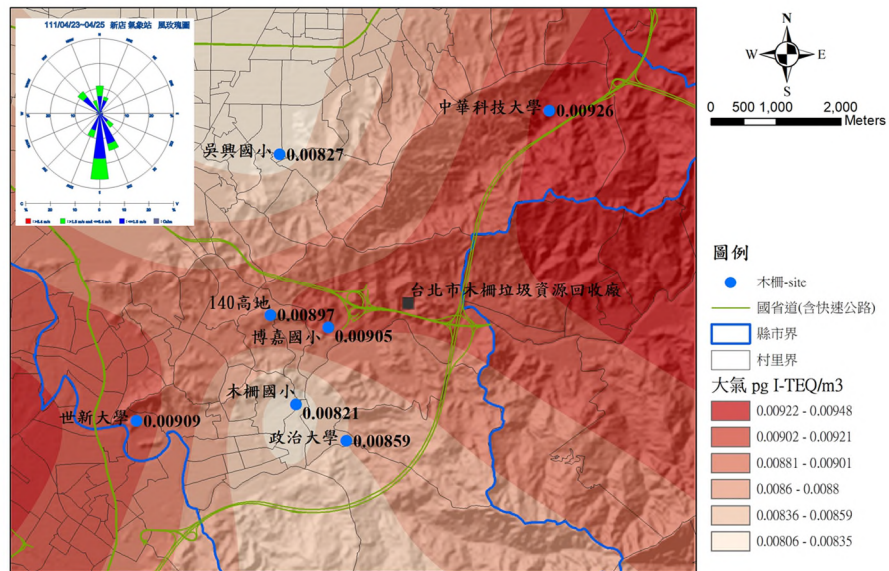 111/04/23~04/25 新店 氣象站 風玫瑰圖
N
W E
S
0 500 1,000 2,000
Meters
中華科技大學
0.00926
吳興國小
0.00827
台北市木柵垃圾資源回收廠
140高地
0.00897
博嘉國小
0.00905
木柵國小
0.00821
世新大學
0.00909
政治大學
0.00859
圖例
木柵-site
國省道(含快速公路)
縣市界
村里界
大氣 pg I-TEQ/m3
0.00922 - 0.00948
0.00902 - 0.00921
0.00881 - 0.00901
0.0086 - 0.0088
0.00836 - 0.00859
0.00806 - 0.00835